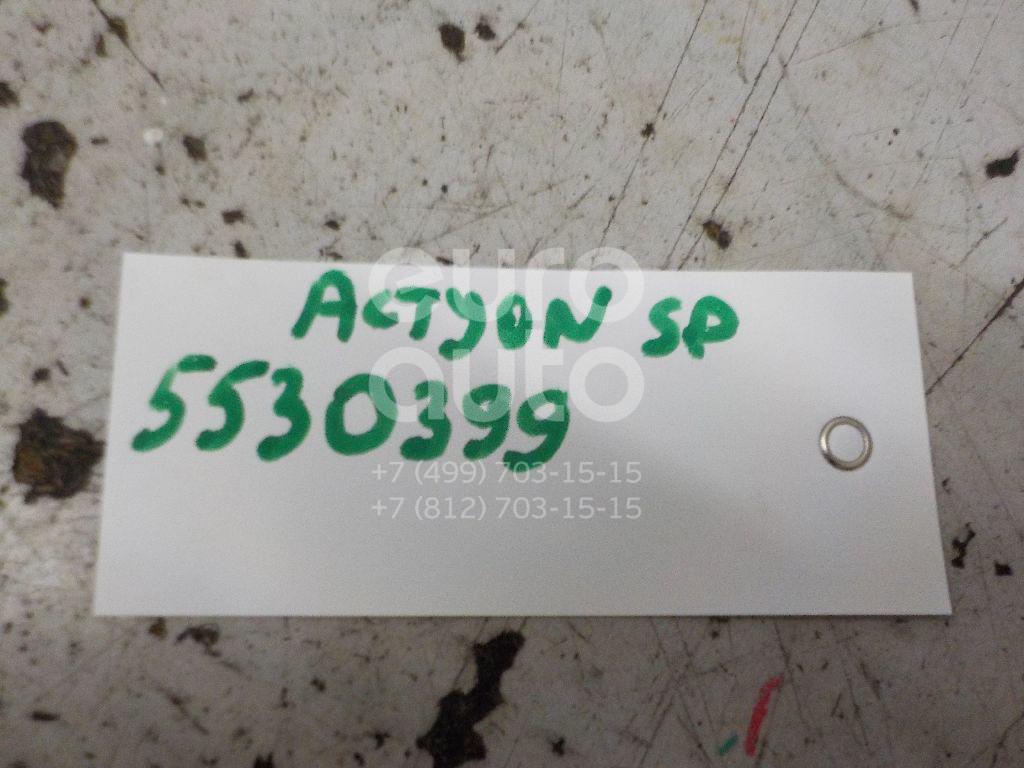 euro
ACTYON SP
auto
5530399
+7 (499) 703-15-15
+7 (812) 703-15-15